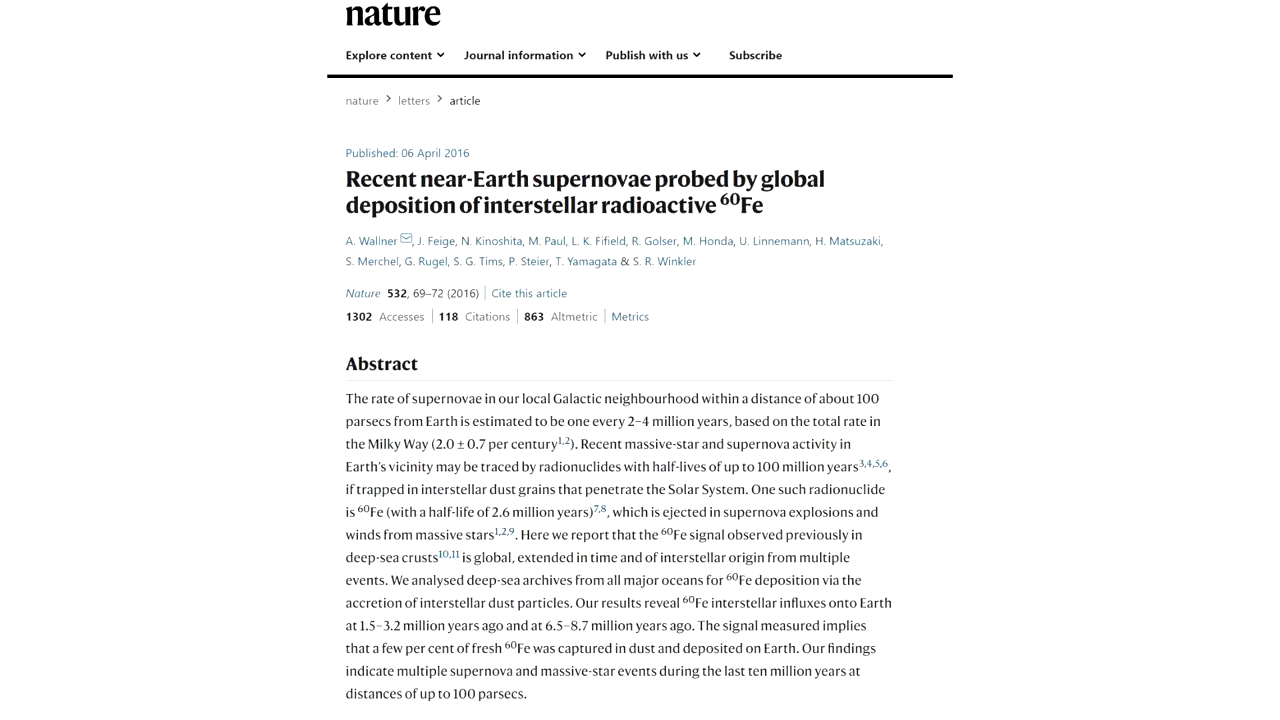 nature
Explore content Journal information Publish with us Subscribe
nature > letters > article
Published: 06 April 2016
Recent near-Earth supernovae probed by global
deposition of interstellar radioactive ⁶⁰Fe
A. Wallner, J. Feige, N. Kinoshita, M. Paul, L. K. Fifield, R. Golser, M. Honda, U. Linnemann, H. Matsuzaki,
S. Merchel, G. Rugel, S. G. Tims, P. Steier, T. Yamagata & S. R. Winkler
Nature 532, 69–72 (2016) | Cite this article
1302 Accesses | 118 Citations | 863 Altmetric | Metrics
Abstract
The rate of supernovae in our local Galactic neighbourhood within a distance of about 100
parsecs from Earth is estimated to be one every 2–4 million years, based on the total rate in
the Milky Way (2.0 ± 0.7 per century¹,²). Recent massive-star and supernova activity in
Earth's vicinity may be traced by radionuclides with half-lives of up to 100 million years³,⁴,⁵,⁶,
if trapped in interstellar dust grains that penetrate the Solar System. One such radionuclide
is ⁶⁰Fe (with a half-life of 2.6 million years)⁷,⁸, which is ejected in supernova explosions and
winds from massive stars¹,²,⁹. Here we report that the ⁶⁰Fe signal observed previously in
deep-sea crusts¹⁰,¹¹ is global, extended in time and of interstellar origin from multiple
events. We analysed deep-sea archives from all major oceans for ⁶⁰Fe deposition via the
accretion of interstellar dust particles. Our results reveal ⁶⁰Fe interstellar influxes onto Earth
at 1.5–3.2 million years ago and at 6.5–8.7 million years ago. The signal measured implies
that a few per cent of fresh ⁶⁰Fe was captured in dust and deposited on Earth. Our findings
indicate multiple supernova and massive-star events during the last ten million years at
distances of up to 100 parsecs.